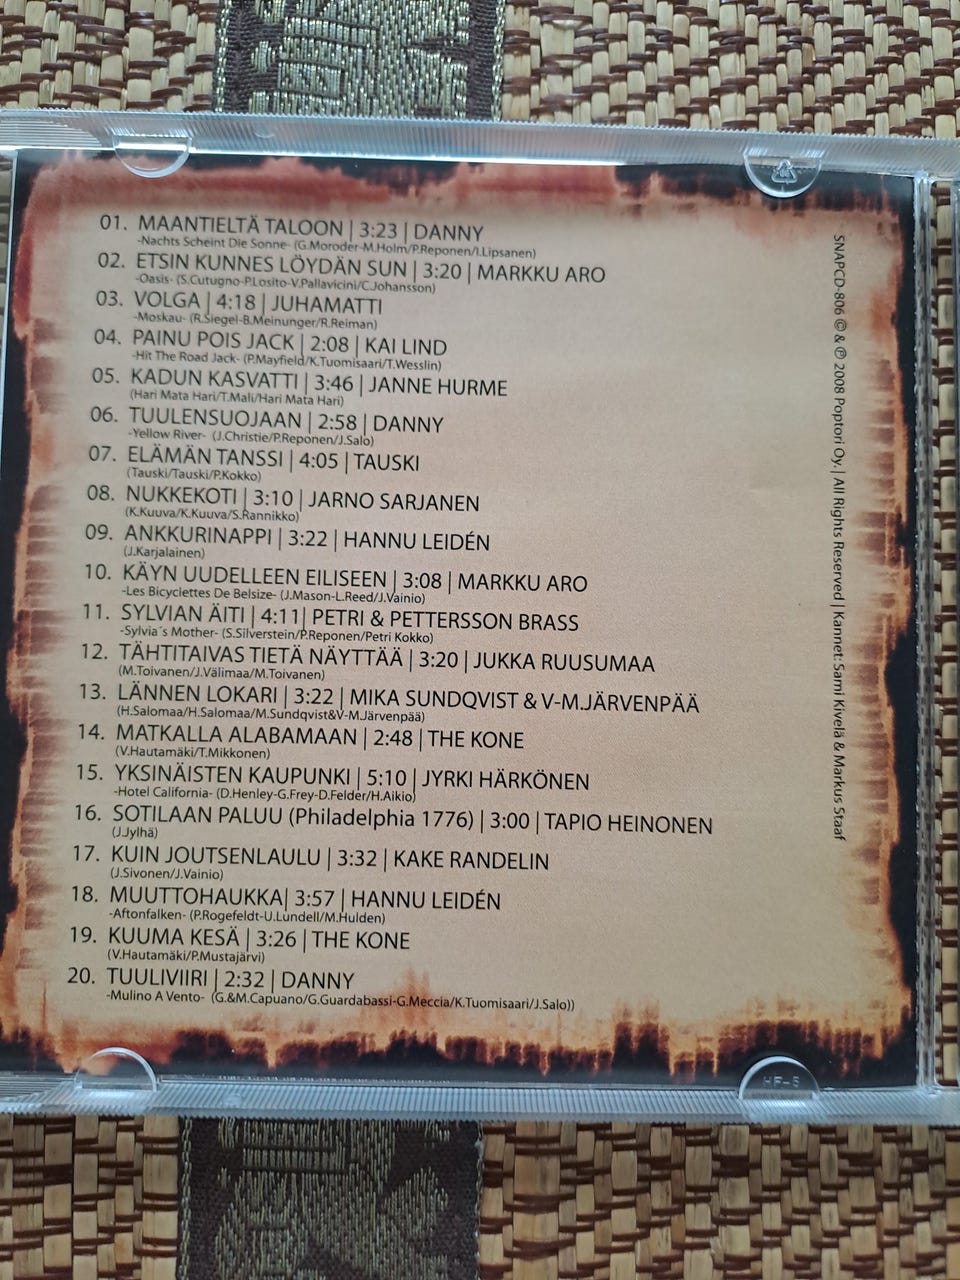 01. MAANTIELTÄ TALOON | 3:23 | DANNY
-Nachts Scheint Die Sonne- (G.Moroder-M.Holm/P.Reponen/I.Lipsanen)
02. ETSIN KUNNES LÖYDÄN SUN | 3:20 | MARKKU ARO
-Oasis- (S.Cutugno-P.Losito-V.Pallavicini/C.Johansson)
03. VOLGA | 4:18 | JUHAMATTI
-Moskau- (R.Siegel-B.Meinunger/R.Reiman)
04. PAINU POIS JACK | 2:08 | KAI LIND
-Hit The Road Jack- (P.Mayfield/K.Tuomisaari/T.Wesslin)
05. KADUN KASVATTI | 3:46 | JANNE HURME
(Hari Mata Hari/T.Mali/Hari Mata Hari)
06. TUULENSUOJAAN | 2:58 | DANNY
-Yellow River- (J.Christie/P.Reponen/J.Salo)
07. ELÄMÄN TANSSI | 4:05 | TAUSKI
(Tauski/Tauski/P.Kokko)
08. NUKKEKOTI | 3:10 | JARNO SARJANEN
(K.Kuuva/K.Kuuva/S.Rannikko)
09. ANKKURINAPPI | 3:22 | HANNU LEIDÉN
(J.Karjalainen)
10. KÄYN UUDELLEEN EILISEEN | 3:08 | MARKKU ARO
-Les Bicyclettes De Belsize- (J.Mason-L.Reed/J.Vainio)
11. SYLVIAN ÄITI | 4:11| PETRI & PETTERSSON BRASS
-Sylvia´s Mother- (S.Silverstein/P.Reponen/Petri Kokko)
12. TÄHTITAIVAS TIETÄ NÄYTTÄÄ | 3:20 | JUKKA RUUSUMAA
(M.Toivanen/J.Välimaa/M.Toivanen)
13. LÄNNEN LOKARI | 3:22 | MIKA SUNDQVIST & V-M.JÄRVENPÄÄ
(H.Salomaa/H.Salomaa/M.Sundqvist&V-M.Järvenpää)
14. MATKALLA ALABAMAAN | 2:48 | THE KONE
(V.Hautamäki/T.Mikkonen)
15. YKSINÄISTEN KAUPUNKI | 5:10 | JYRKI HÄRKÖNEN
-Hotel California- (D.Henley-G.Frey-D.Felder/H.Aikio)
16. SOTILAAN PALUU (Philadelphia 1776) | 3:00 | TAPIO HEINONEN
(J.Jylhä)
17. KUIN JOUTSENLAULU | 3:32 | KAKE RANDELIN
(J.Sivonen/J.Vainio)
18. MUUTTOHAUKKA| 3:57 | HANNU LEIDÉN
-Aftonfalken- (P.Rogefeldt-U.Lundell/M.Hulden)
19. KUUMA KESÄ | 3:26 | THE KONE
(V.Hautamäki/P.Mustajärvi)
20. TUULIVIIRI | 2:32 | DANNY
-Mulino A Vento- (G.&M.Capuano/G.Guardabassi-G.Meccia/K.Tuomisaari/J.Salo))
SNAPCD-806 © & ℗ 2008 Poptori Oy. | All Rights Reserved | Kannet: Sami Kivelä & Markus Staaf
HF-6